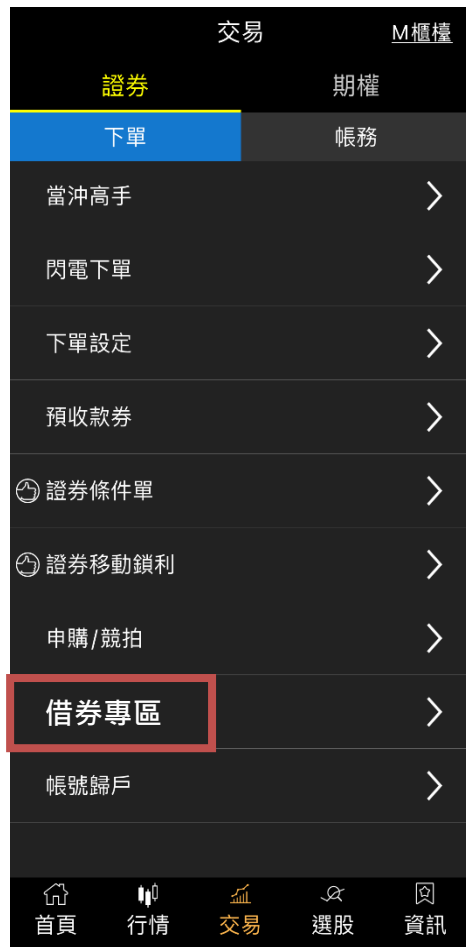 交易 M櫃檯
證券 期權
下單 帳務
當沖高手
閃電下單
下單設定
預收款券
證券條件單
證券移動鎖利
申購/競拍
借券專區
帳號歸戶
首頁 行情 交易 選股 資訊